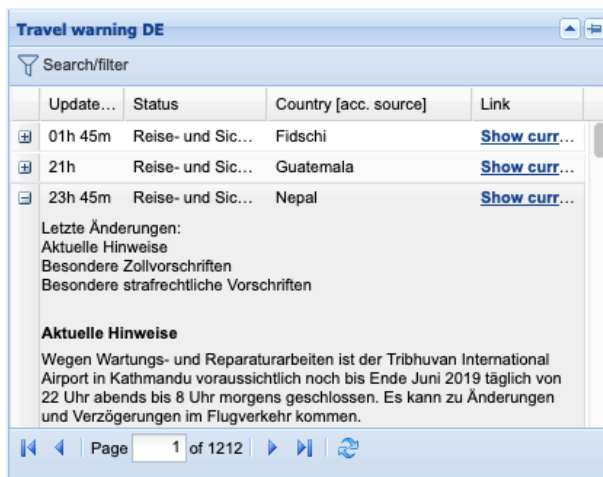 Travel warning DE
Search/filter
Update... Status Country [acc. source] Link
01h 45m Reise- und Sic... Fidschi Show curr...
21h Reise- und Sic... Guatemala Show curr...
23h 45m Reise- und Sic... Nepal Show curr...
Letzte Änderungen:
Aktuelle Hinweise
Besondere Zollvorschriften
Besondere strafrechtliche Vorschriften
Aktuelle Hinweise
Wegen Wartungs- und Reparaturarbeiten ist der Tribhuvan International
Airport in Kathmandu voraussichtlich noch bis Ende Juni 2019 täglich von
22 Uhr abends bis 8 Uhr morgens geschlossen. Es kann zu Änderungen
und Verzögerungen im Flugverkehr kommen.
Page 1 of 1212